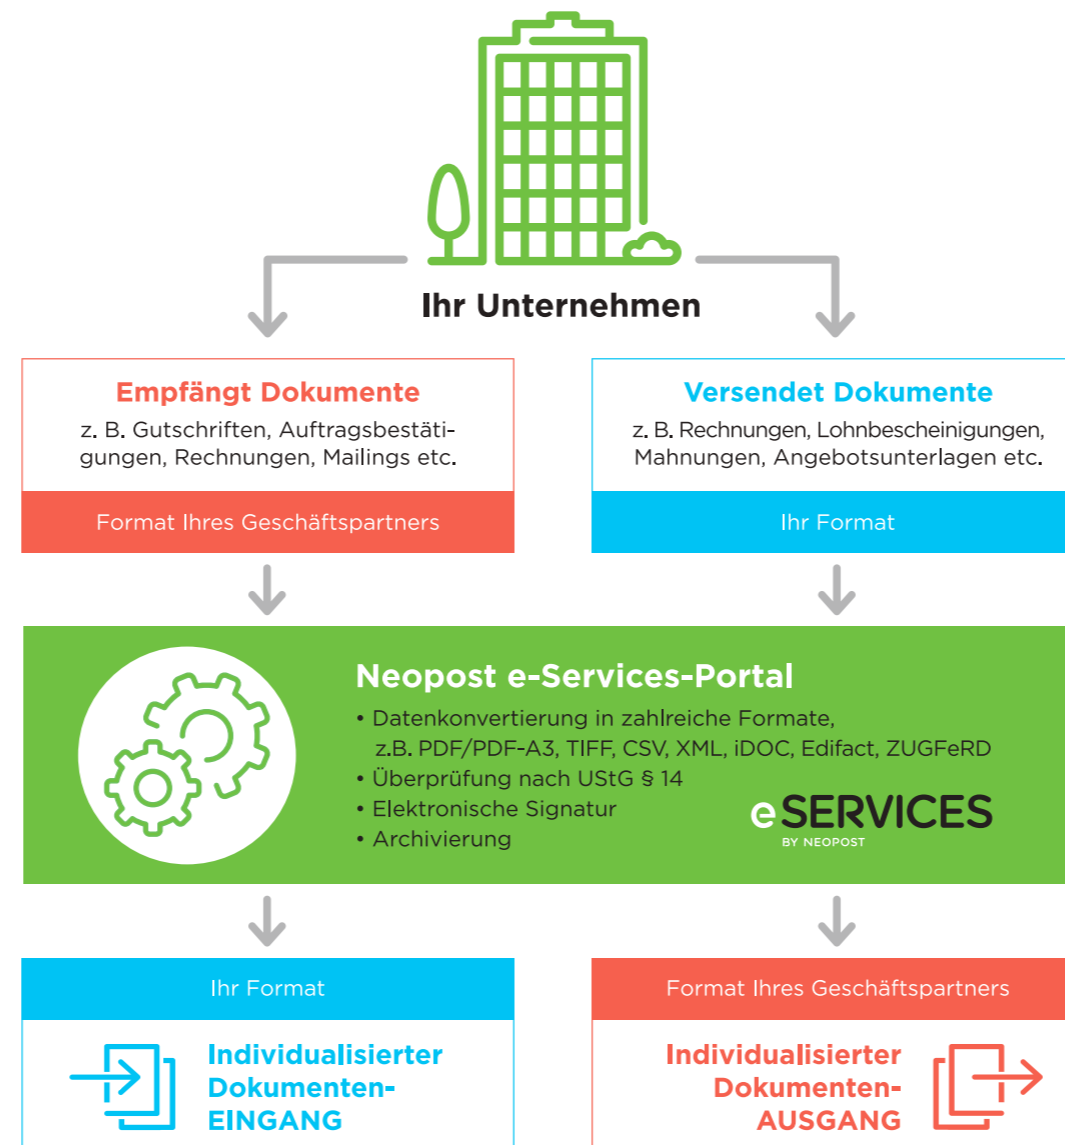 Ihr Unternehmen
Empfängt Dokumente
z. B. Gutschriften, Auftragsbestäti-
gungen, Rechnungen, Mailings etc.
Format Ihres Geschäftspartners
Versendet Dokumente
z. B. Rechnungen, Lohnbescheinigungen,
Mahnungen, Angebotsunterlagen etc.
Ihr Format
Neopost e-Services-Portal
• Datenkonvertierung in zahlreiche Formate,
z.B. PDF/PDF-A3, TIFF, CSV, XML, iDOC, Edifact, ZUGFeRD
• Überprüfung nach UStG § 14
• Elektronische Signatur
• Archivierung
eSERVICES
BY NEOPOST
Ihr Format
Individualisierter
Dokumenten-
EINGANG
Format Ihres Geschäftspartners
Individualisierter
Dokumenten-
AUSGANG